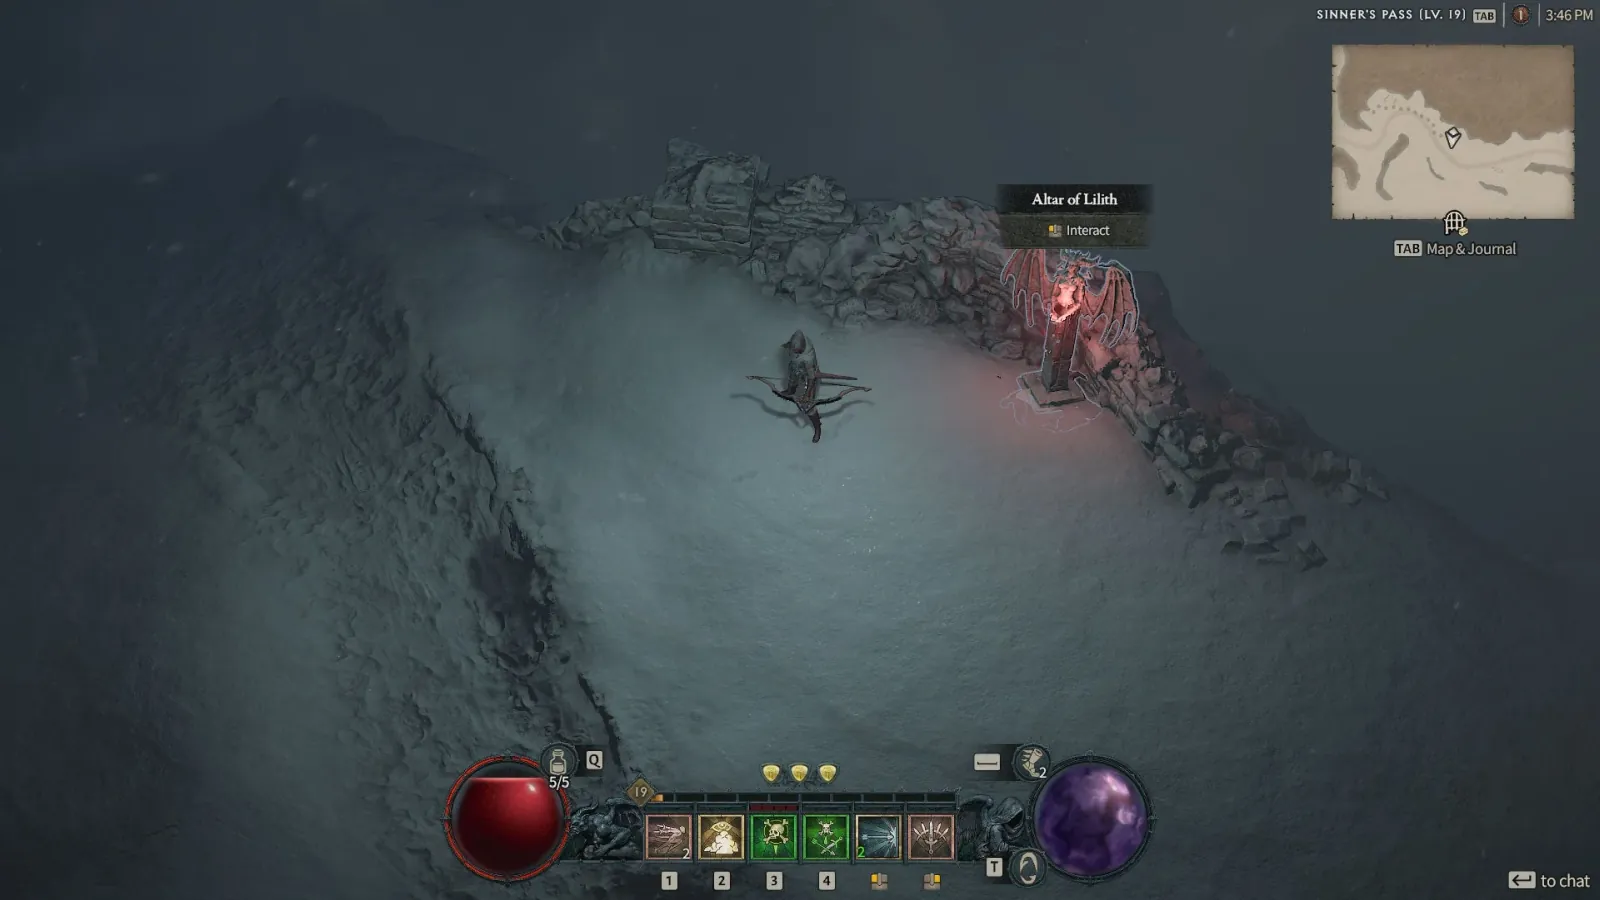 SINNER'S PASS (LV. 19) TAB 1 3:46 PM
TAB Map & Journal
Altar of Lilith
Interact
5/5
Q
2
19
2
2
1
2
3
4
T
to chat